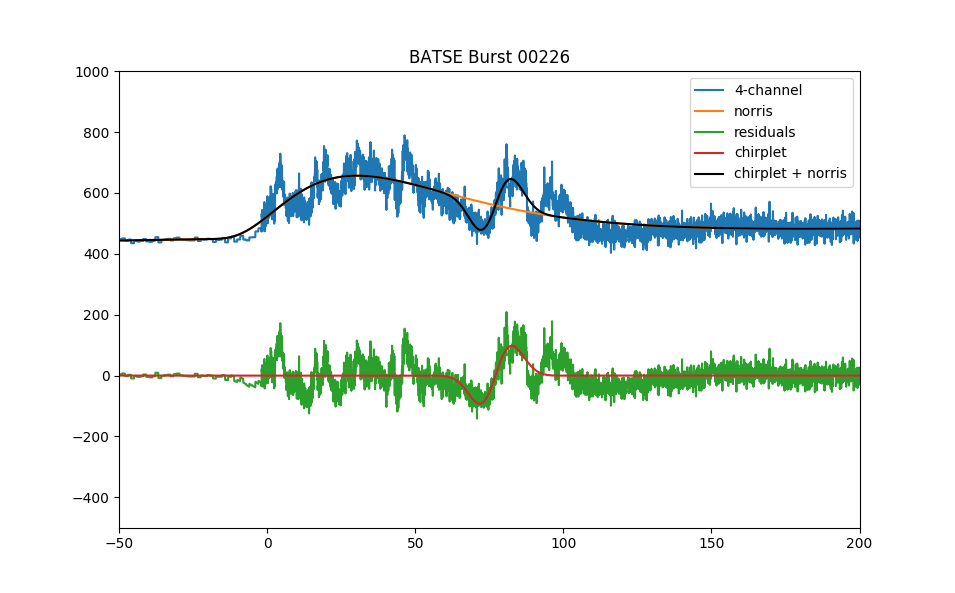 BATSE Burst 00226
1000
800
600
400
200
0
−200
−400
−50
0
50
100
150
200
4-channel
norris
residuals
chirplet
chirplet + norris